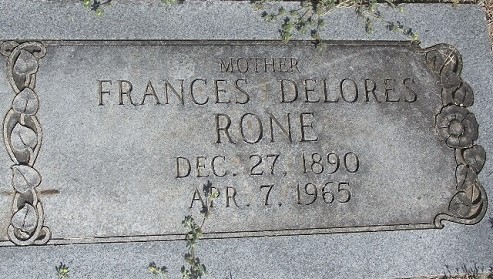 MOTHER
FRANCES DELORES
RONE
DEC. 27, 1890
APR. 7, 1965